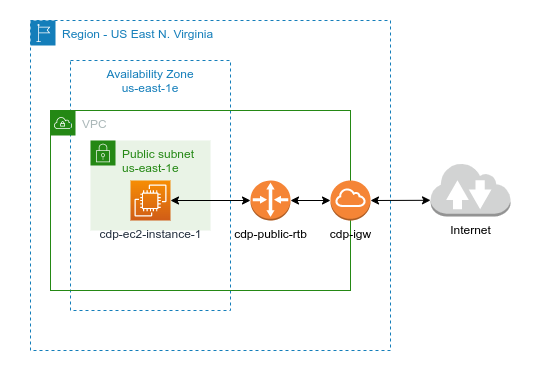 Region - US East N. Virginia
Availability Zone
us-east-1e
VPC
Public subnet
us-east-1e
cdp-ec2-instance-1
cdp-public-rtb
cdp-igw
Internet